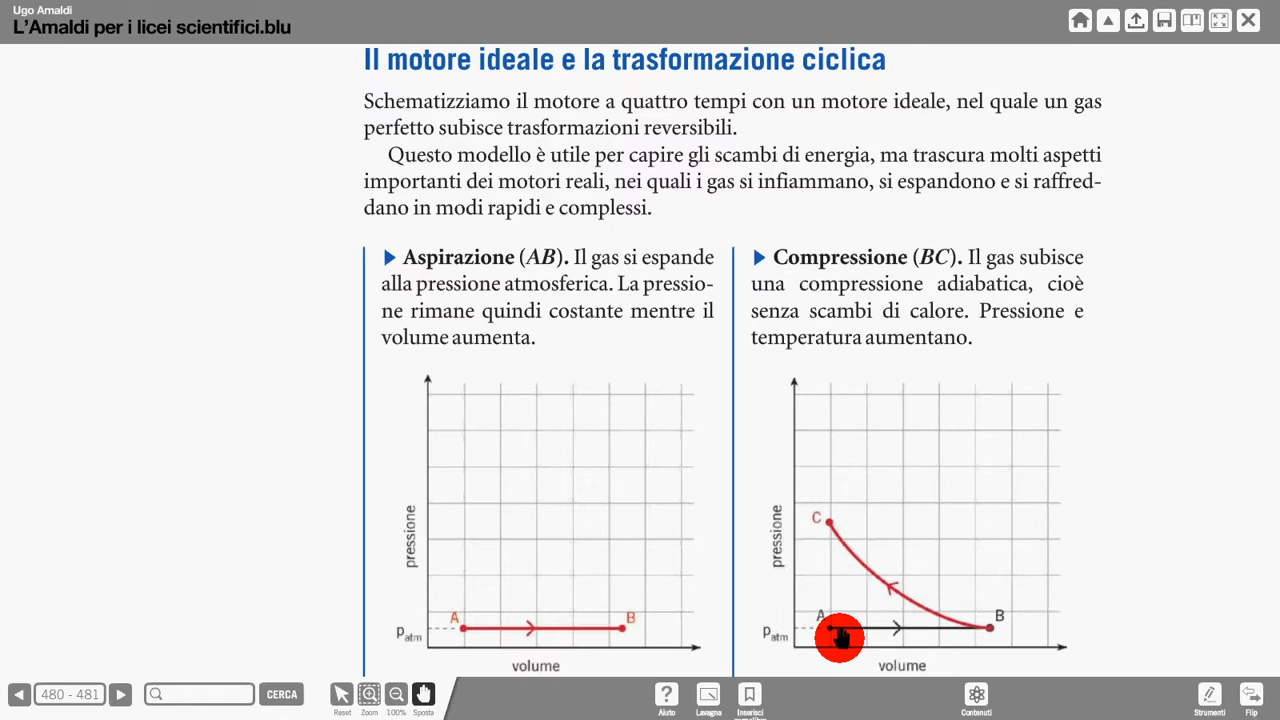 Ugo Amaldi
L'Amaldi per i licei scientifici.blu
Il motore ideale e la trasformazione ciclica
Schematizziamo il motore a quattro tempi con un motore ideale, nel quale un gas
perfetto subisce trasformazioni reversibili.
Questo modello è utile per capire gli scambi di energia, ma trascura molti aspetti
importanti dei motori reali, nei quali i gas si infiammano, si espandono e si raffred-
dano in modi rapidi e complessi.
Aspirazione (AB). Il gas si espande
alla pressione atmosferica. La pressio-
ne rimane quindi costante mentre il
volume aumenta.
pressione
A
B
patm
volume
Compressione (BC). Il gas subisce
una compressione adiabatica, cioè
senza scambi di calore. Pressione e
temperatura aumentano.
pressione
C
A
B
patm
volume
480 - 481
CERCA
Reset
Zoom
100%
Sposta
Aiuto
Lavagna
Inserisci
Contenuti
Strumenti
Flip